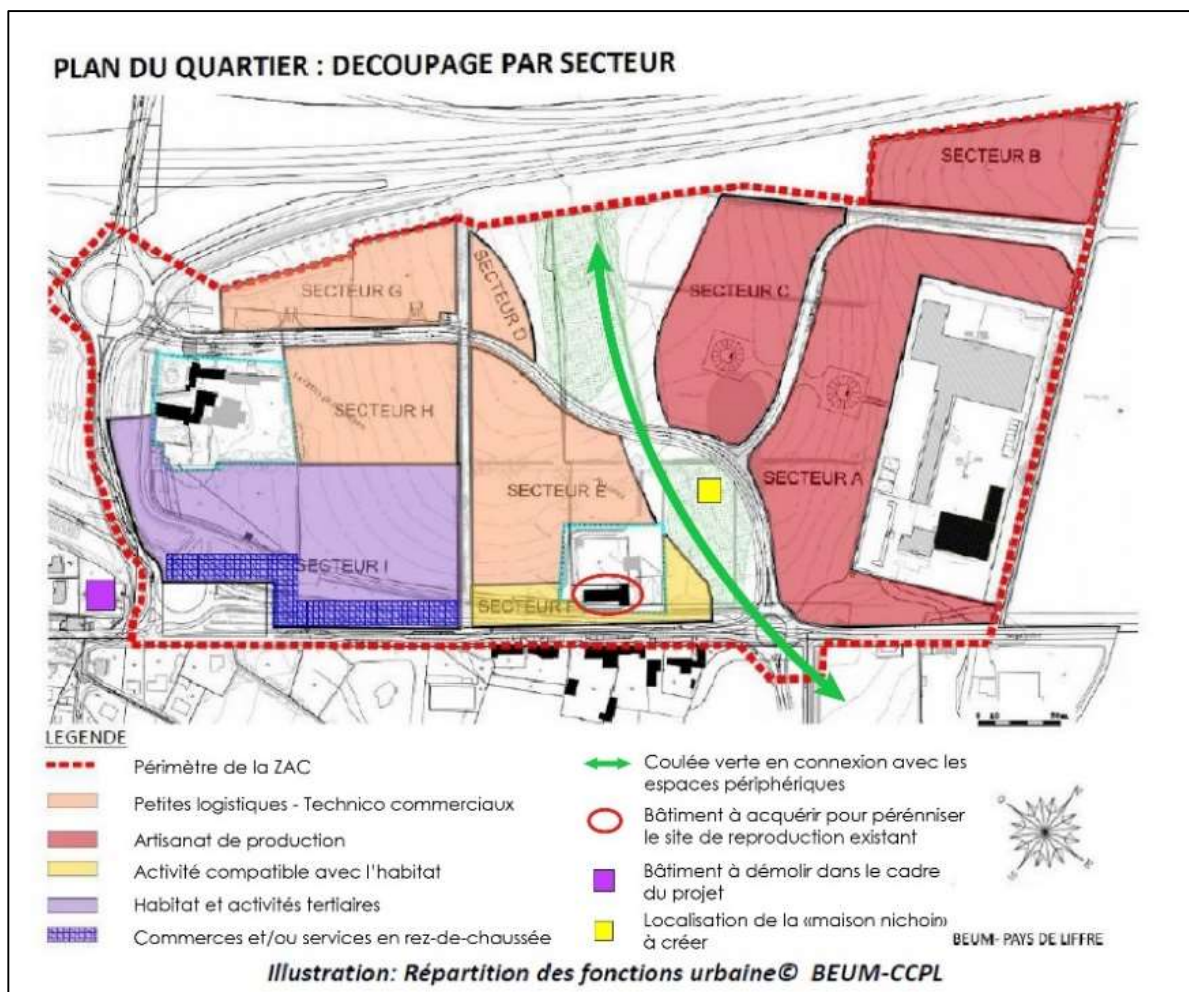 PLAN DU QUARTIER : DECOUPAGE PAR SECTEUR
SECTEUR B
SECTEUR G
SECTEUR D
SECTEUR C
SECTEUR H
SECTEUR E
SECTEUR A
SECTEUR I
SECTEUR F
LEGENDE
Périmètre de la ZAC
Petites logistiques - Technico commerciaux
Artisanat de production
Activité compatible avec l'habitat
Habitat et activités tertiaires
Commerces et/ou services en rez-de-chaussée
Coulée verte en connexion avec les
espaces périphériques
Bâtiment à acquérir pour pérénniser
le site de reproduction existant
Bâtiment à démolir dans le cadre
du projet
Localisation de la «maison nichoir»
à créer
BEUM- PAYS DE LIFFRE
Illustration: Répartition des fonctions urbaine© BEUM-CCPL